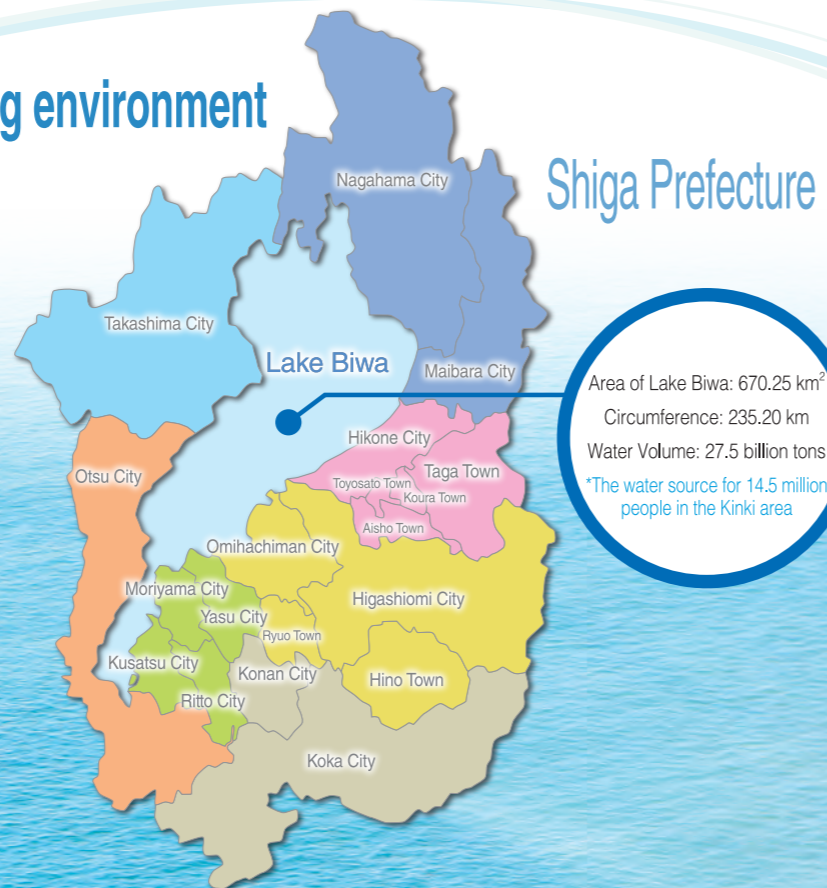 g environment
Shiga Prefecture
Nagahama City
Takashima City
Lake Biwa
Maibara City
Area of Lake Biwa: 670.25 km²
Circumference: 235.20 km
Water Volume: 27.5 billion tons
*The water source for 14.5 million
people in the Kinki area
Hikone City
Otsu City
Taga Town
Toyosato Town
Koura Town
Aisho Town
Omihachiman City
Moriyama City
Higashiomi City
Yasu City
Ryuo Town
Kusatsu City
Konan City
Hino Town
Ritto City
Koka City